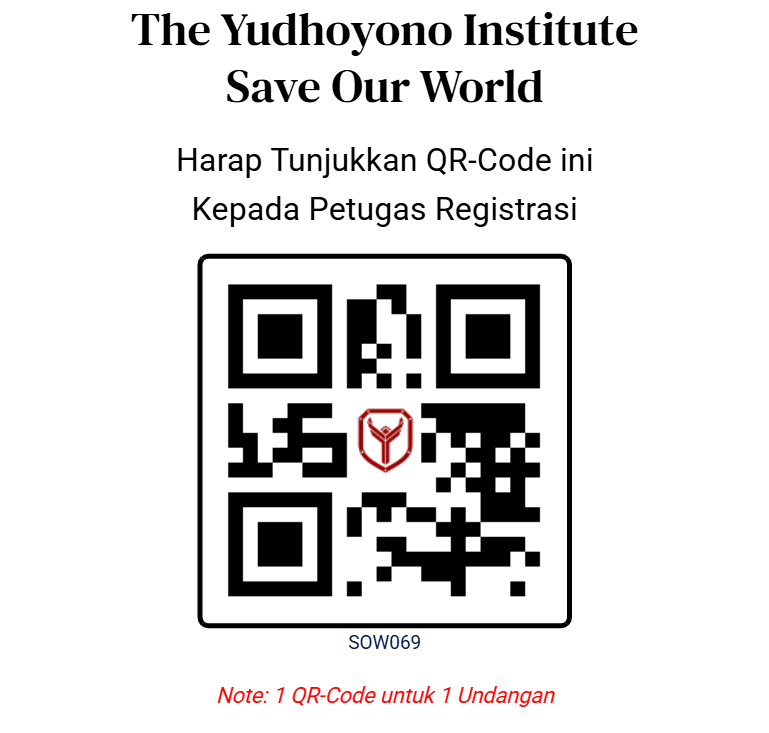 The Yudhoyono Institute
Save Our World
Harap Tunjukkan QR-Code ini
Kepada Petugas Registrasi
SOW069
Note: 1 QR-Code untuk 1 Undangan